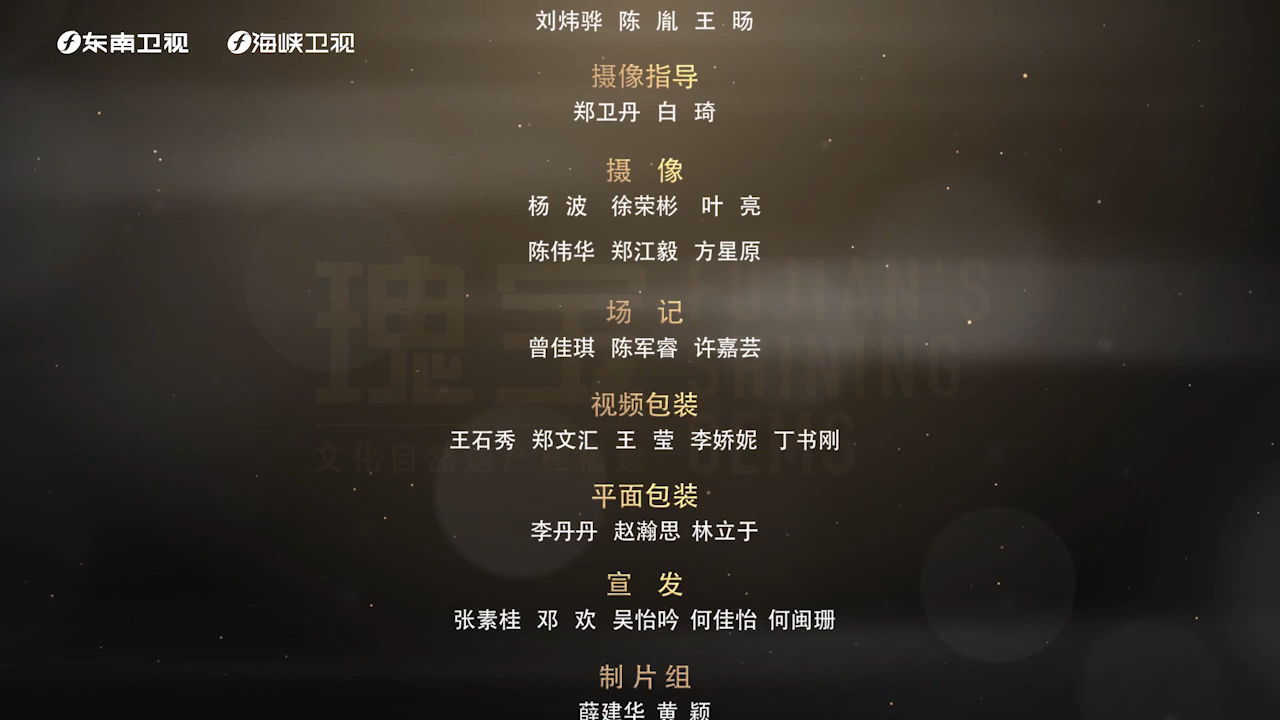 刘炜骅 陈胤 王旸
东南卫视 海峡卫视
摄像指导
郑卫丹 白琦
摄像
杨波 徐荣彬 叶亮
陈伟华 郑江毅 方星原
瑰宝
FUJIAN'S
SHINING
GEMS
场记
曾佳琪 陈军睿 许嘉芸
视频包装
王石秀 郑文汇 王莹 李娇妮 丁书刚
平面包装
李丹丹 赵瀚思 林立于
宣发
张素桂 邓欢 吴怡吟 何佳怡 何闽珊
制片组
薛建华 黄颖